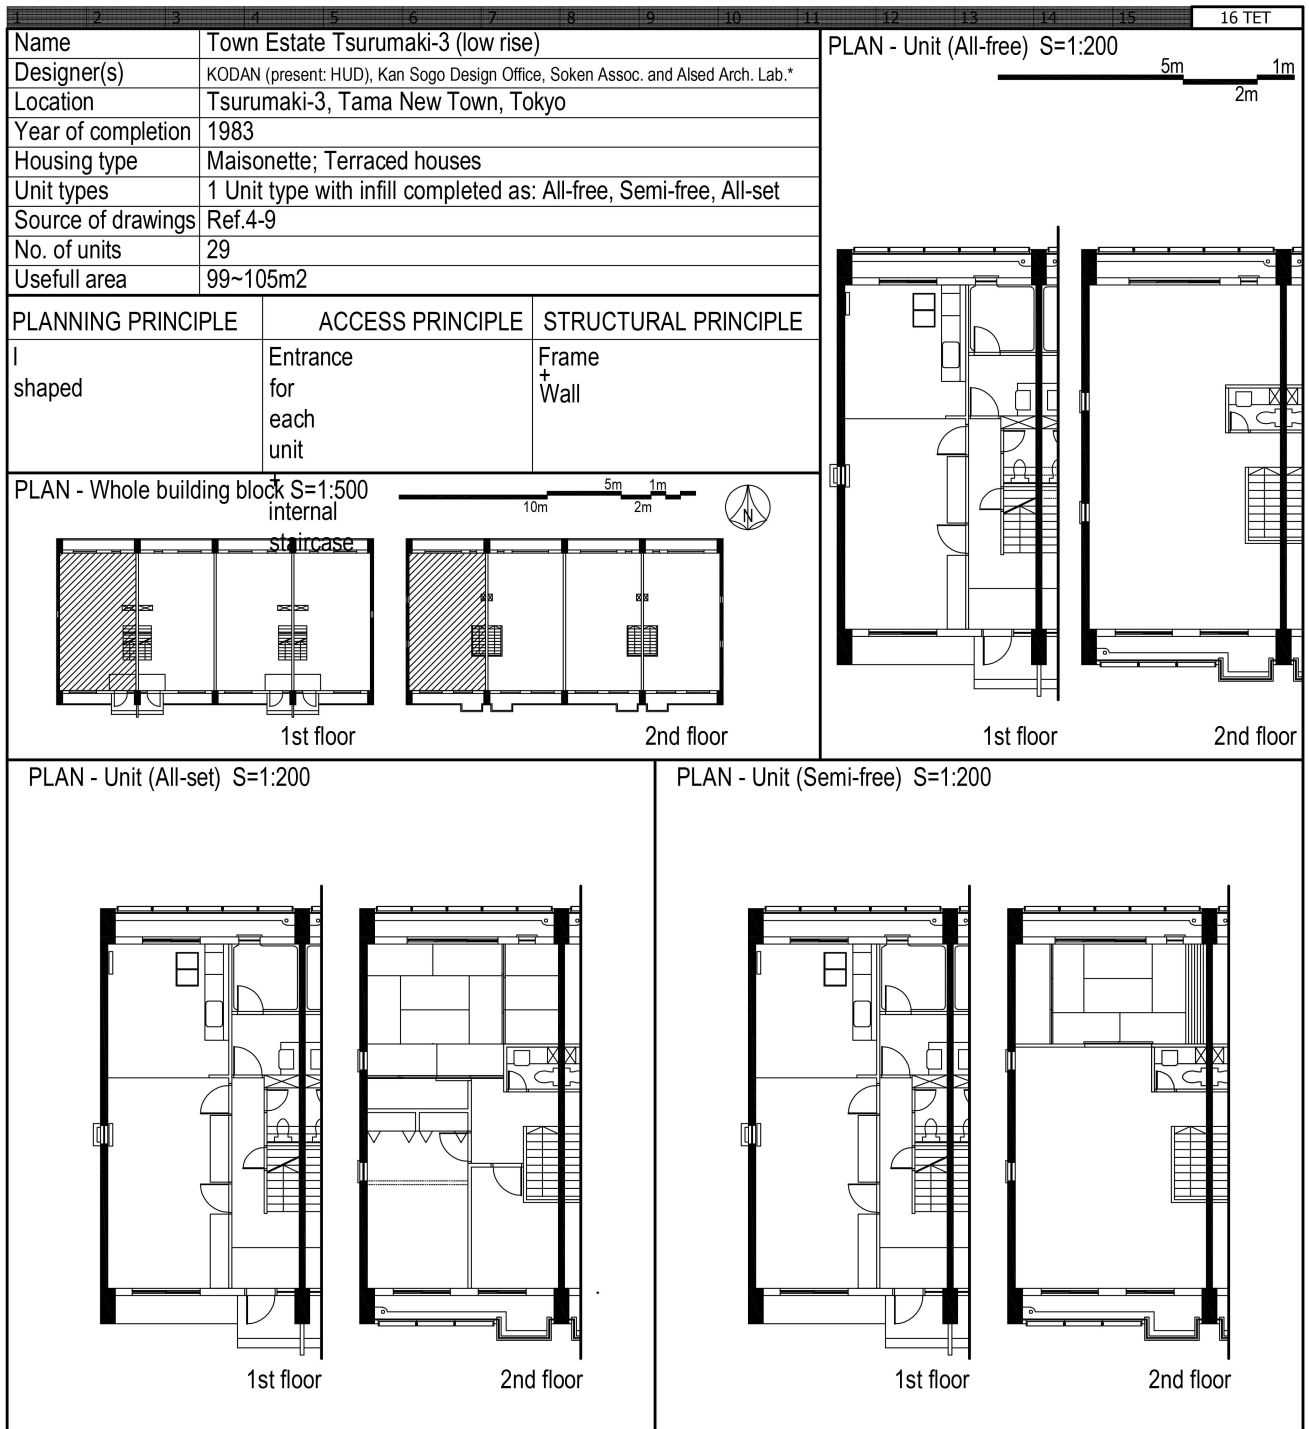 1 2 3 4 5 6 7 8 9 10 11 12 13 14 15 16 TET
Name Town Estate Tsurumaki-3 (low rise)
Designer(s) KODAN (present: HUD), Kan Sogo Design Office, Soken Assoc. and Alsed Arch. Lab.*
Location Tsurumaki-3, Tama New Town, Tokyo
Year of completion 1983
Housing type Maisonette; Terraced houses
Unit types 1 Unit type with infill completed as: All-free, Semi-free, All-set
Source of drawings Ref.4-9
No. of units 29
Usefull area 99~105m2
PLANNING PRINCIPLE
I
shaped
ACCESS PRINCIPLE
Entrance
for
each
unit
+
internal
staircase
STRUCTURAL PRINCIPLE
Frame
+
Wall
PLAN - Unit (All-free) S=1:200
5m 1m
2m
1st floor 2nd floor
PLAN - Whole building block S=1:500
5m 1m
10m 2m
N
1st floor 2nd floor
PLAN - Unit (All-set) S=1:200
1st floor 2nd floor
PLAN - Unit (Semi-free) S=1:200
1st floor 2nd floor